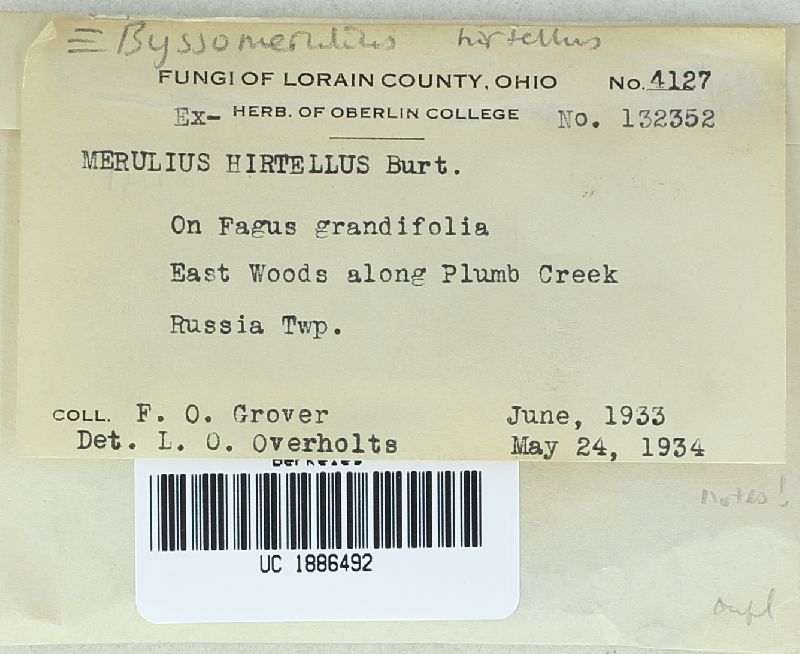 ≡ Byssomerulius hirtellus
FUNGI OF LORAIN COUNTY, OHIO No. 4127
Ex- HERB. OF OBERLIN COLLEGE No. 132352
MERULIUS HIRTELLUS Burt.
On Fagus grandifolia
East Woods along Plumb Creek
Russia Twp.
COLL. F. O. Grover June, 1933
Det. L. O. Overholts May 24, 1934
Berkeley
notes!
UC 1886492
dupl